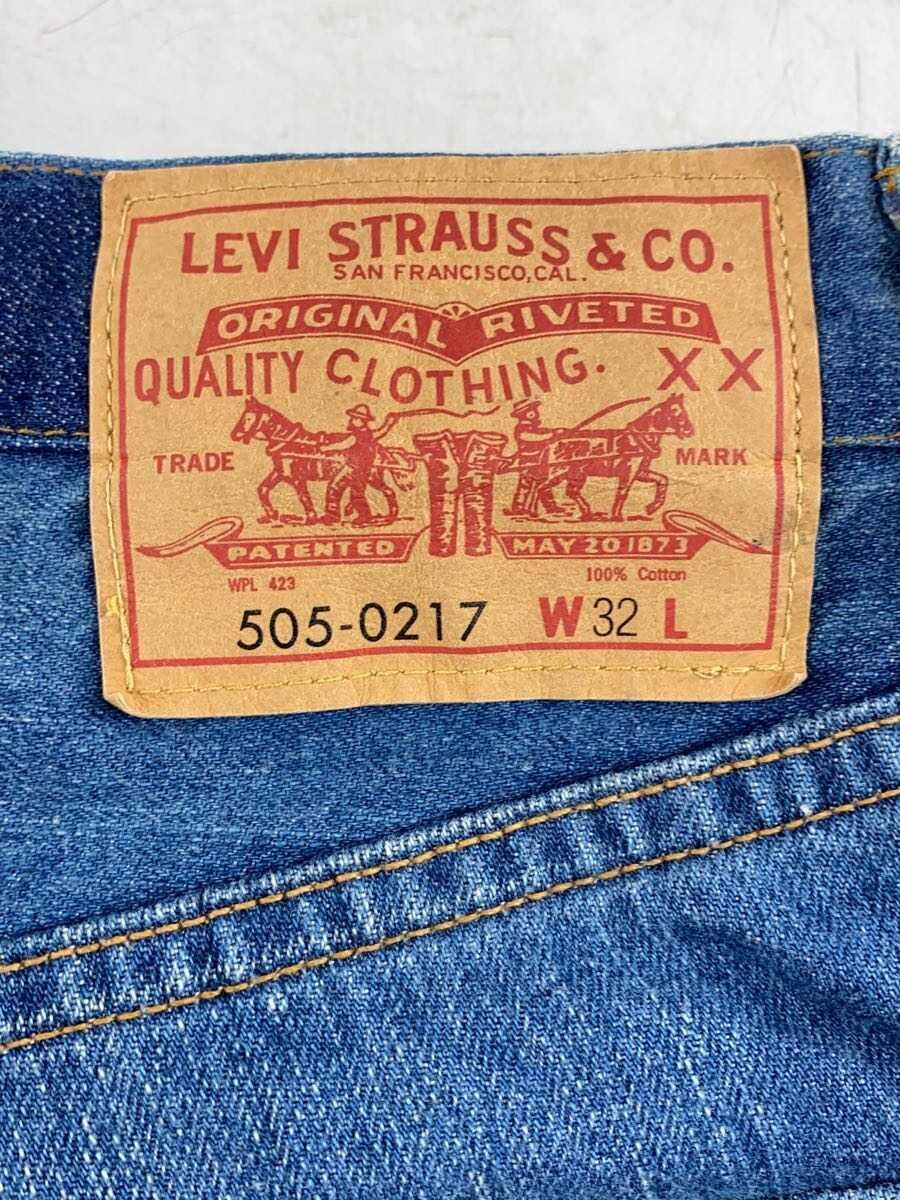 LEVI STRAUSS & CO.
SAN FRANCISCO, CAL.
ORIGINAL RIVETED
QUALITY CLOTHING. XX
TRADE MARK
PATENTED MAY 20 1873
WPL 423 100% Cotton
505-0217 W 32 L